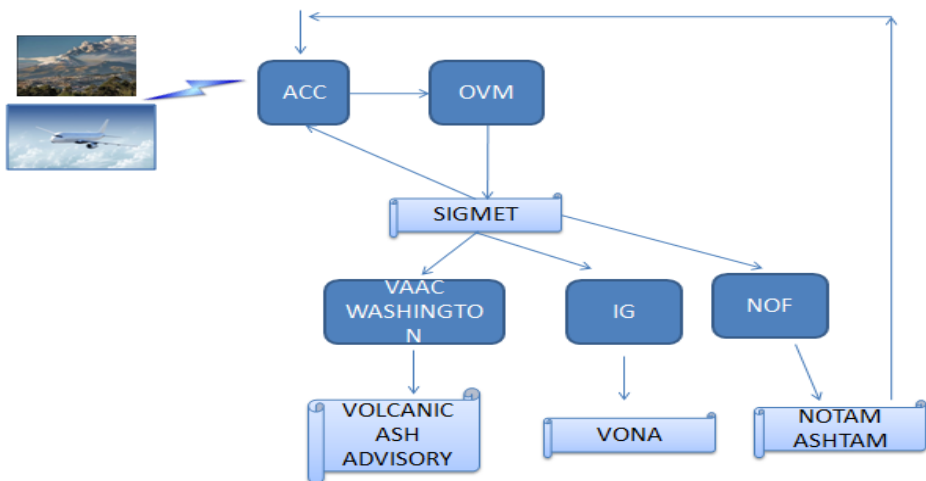 ACC
OVM
SIGMET
VAAC
WASHINGTO
N
IG
NOF
VOLCANIC
ASH
ADVISORY
VONA
NOTAM
ASHTAM